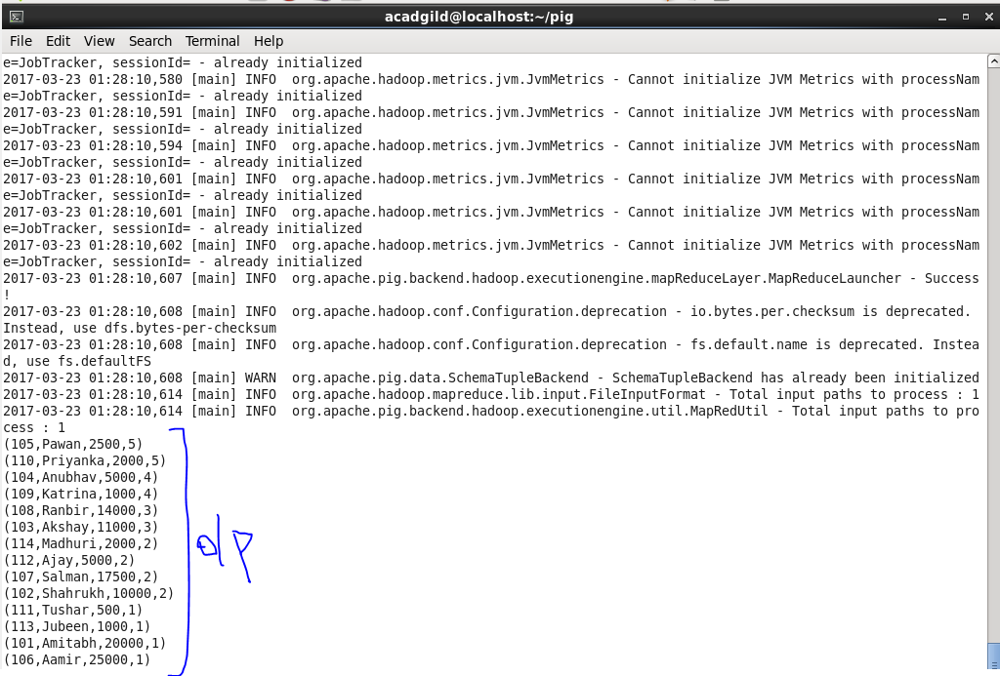 acadgild@localhost:~/pig
File Edit View Search Terminal Help
e=JobTracker, sessionId= - already initialized
2017-03-23 01:28:10,580 [main] INFO  org.apache.hadoop.metrics.jvm.JvmMetrics - Cannot initialize JVM Metrics with processNam
e=JobTracker, sessionId= - already initialized
2017-03-23 01:28:10,591 [main] INFO  org.apache.hadoop.metrics.jvm.JvmMetrics - Cannot initialize JVM Metrics with processNam
e=JobTracker, sessionId= - already initialized
2017-03-23 01:28:10,594 [main] INFO  org.apache.hadoop.metrics.jvm.JvmMetrics - Cannot initialize JVM Metrics with processNam
e=JobTracker, sessionId= - already initialized
2017-03-23 01:28:10,601 [main] INFO  org.apache.hadoop.metrics.jvm.JvmMetrics - Cannot initialize JVM Metrics with processNam
e=JobTracker, sessionId= - already initialized
2017-03-23 01:28:10,601 [main] INFO  org.apache.hadoop.metrics.jvm.JvmMetrics - Cannot initialize JVM Metrics with processNam
e=JobTracker, sessionId= - already initialized
2017-03-23 01:28:10,602 [main] INFO  org.apache.hadoop.metrics.jvm.JvmMetrics - Cannot initialize JVM Metrics with processNam
e=JobTracker, sessionId= - already initialized
2017-03-23 01:28:10,607 [main] INFO  org.apache.pig.backend.hadoop.executionengine.mapReduceLayer.MapReduceLauncher - Success
!
2017-03-23 01:28:10,608 [main] INFO  org.apache.hadoop.conf.Configuration.deprecation - io.bytes.per.checksum is deprecated.
Instead, use dfs.bytes-per-checksum
2017-03-23 01:28:10,608 [main] INFO  org.apache.hadoop.conf.Configuration.deprecation - fs.default.name is deprecated. Instea
d, use fs.defaultFS
2017-03-23 01:28:10,608 [main] WARN  org.apache.pig.data.SchemaTupleBackend - SchemaTupleBackend has already been initialized
2017-03-23 01:28:10,614 [main] INFO  org.apache.hadoop.mapreduce.lib.input.FileInputFormat - Total input paths to process : 1
2017-03-23 01:28:10,614 [main] INFO  org.apache.pig.backend.hadoop.executionengine.util.MapRedUtil - Total input paths to pro
cess : 1
(105,Pawan,2500,5)
(110,Priyanka,2000,5)
(104,Anubhav,5000,4)
(109,Katrina,1000,4)
(108,Ranbir,14000,3)
(103,Akshay,11000,3)
(114,Madhuri,2000,2)
(112,Ajay,5000,2)
(107,Salman,17500,2)
(102,Shahrukh,10000,2)
(111,Tushar,500,1)
(113,Jubeen,1000,1)
(101,Amitabh,20000,1)
(106,Aamir,25000,1)
o/p